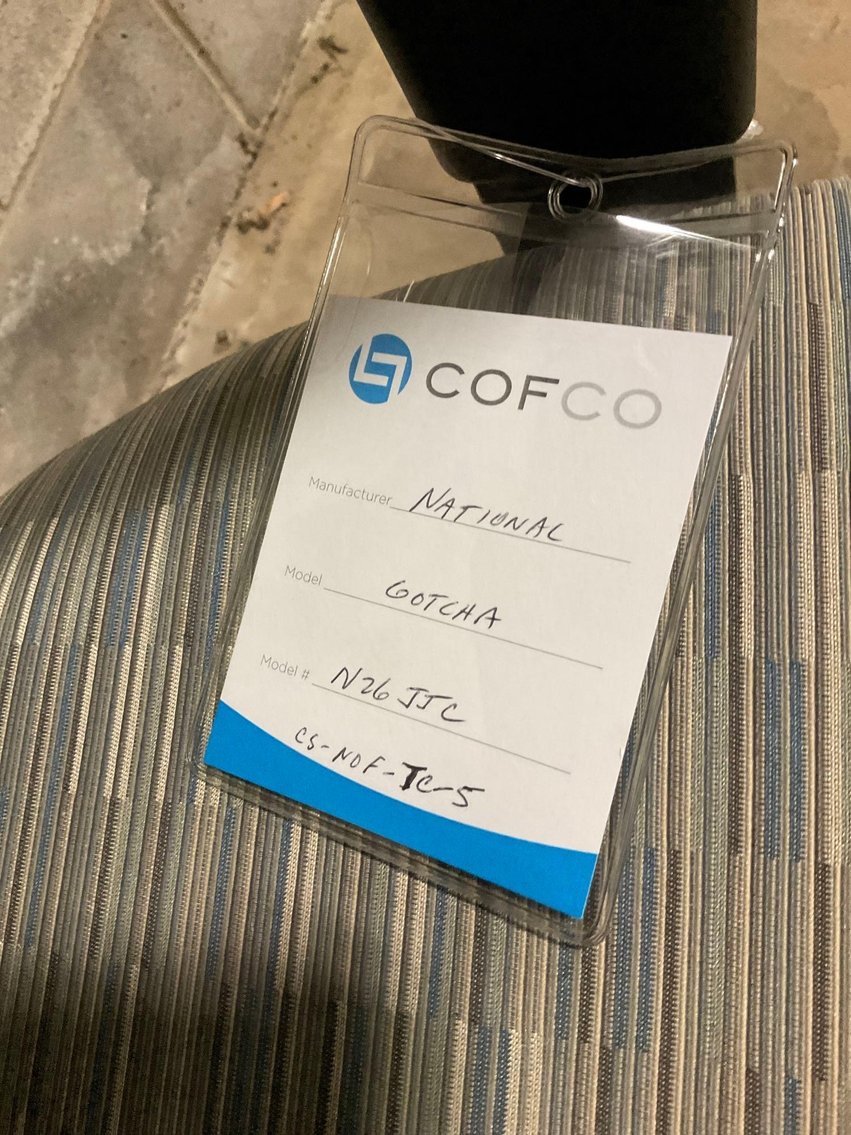 COFCO
Manufacturer NATIONAL
Model GOTCHA
Model # N26 JJC
CS-NOF-TC-5